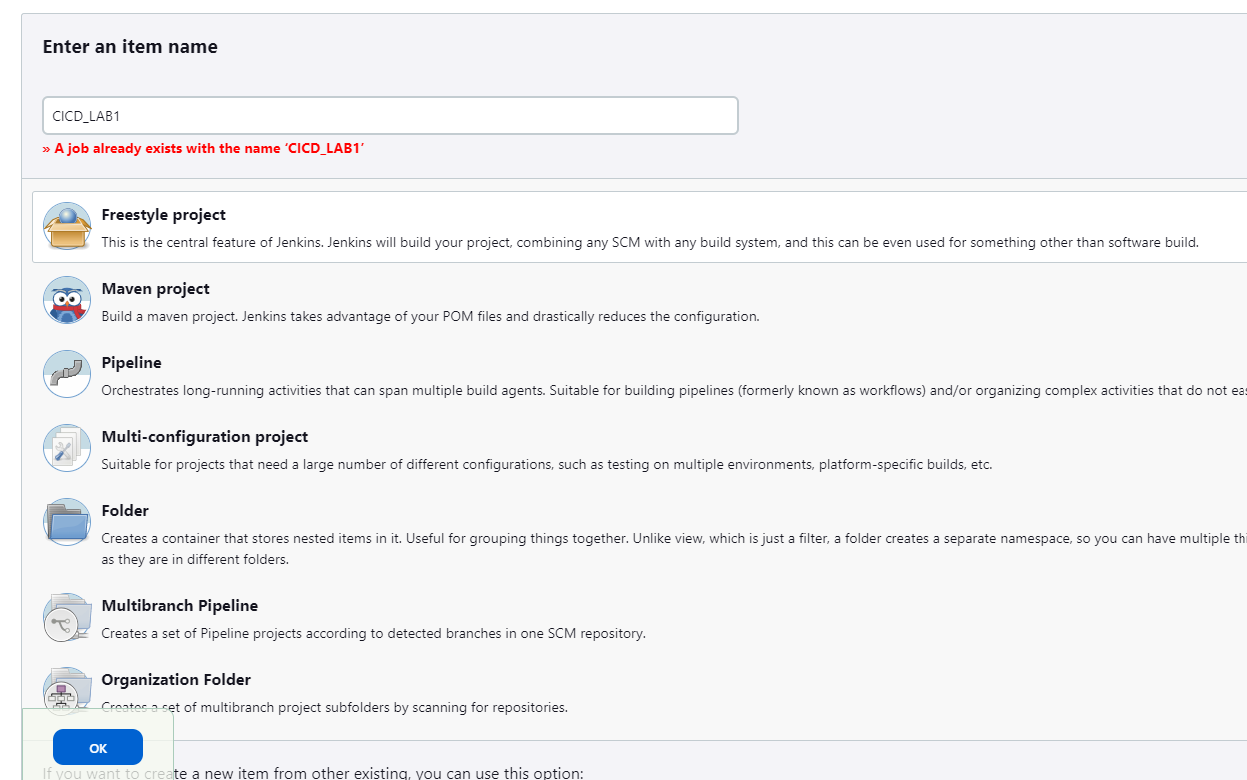 Enter an item name
CICD_LAB1
» A job already exists with the name ‘CICD_LAB1’
Freestyle project
This is the central feature of Jenkins. Jenkins will build your project, combining any SCM with any build system, and this can be even used for something other than software build.
Maven project
Build a maven project. Jenkins takes advantage of your POM files and drastically reduces the configuration.
Pipeline
Orchestrates long-running activities that can span multiple build agents. Suitable for building pipelines (formerly known as workflows) and/or organizing complex activities that do not eas
Multi-configuration project
Suitable for projects that need a large number of different configurations, such as testing on multiple environments, platform-specific builds, etc.
Folder
Creates a container that stores nested items in it. Useful for grouping things together. Unlike view, which is just a filter, a folder creates a separate namespace, so you can have multiple thi
as they are in different folders.
Multibranch Pipeline
Creates a set of Pipeline projects according to detected branches in one SCM repository.
Organization Folder
Creates a set of multibranch project subfolders by scanning for repositories.
OK
If you want to create a new item from other existing, you can use this option: